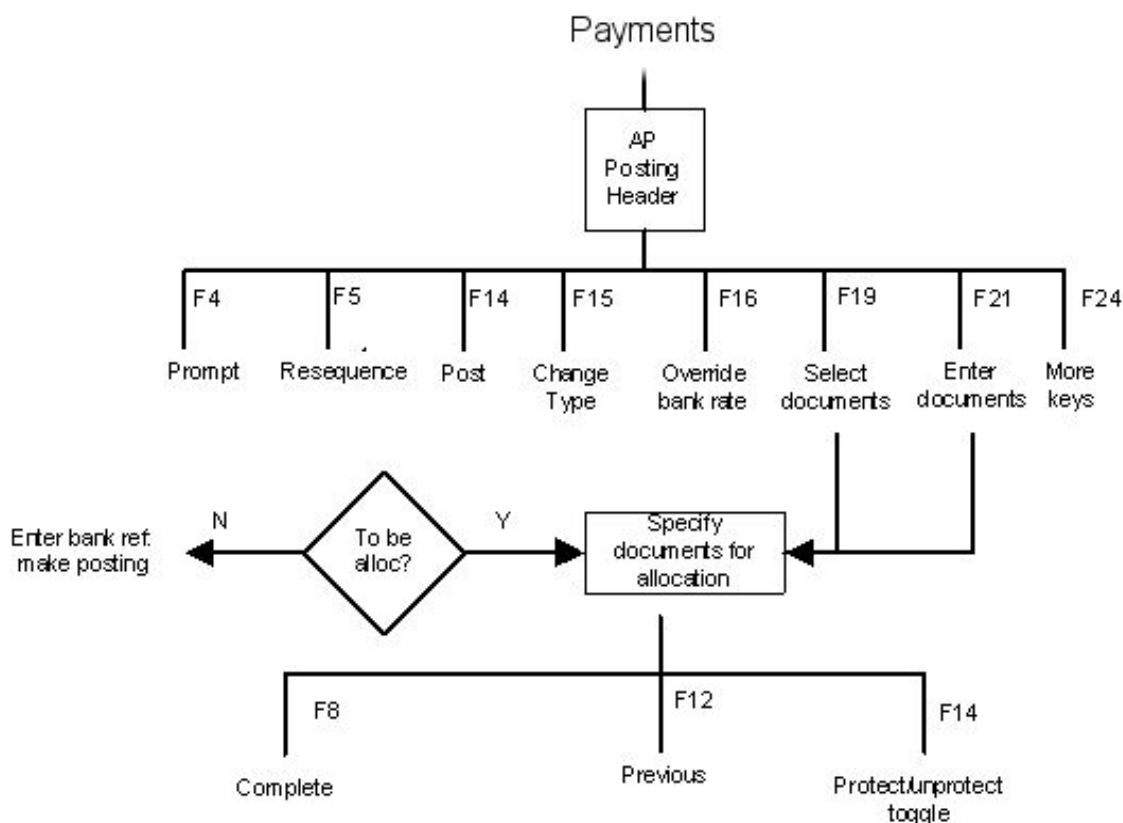 Payments
AP
Posting
Header
F4
F5
F14
F15
F16
F19
F21
F24
Prompt
Resequence
Post
Change
Type
Override
bank rate
Select
documents
Enter
documents
More
keys
Enter bank ref:
make posting
N
To be
alloc?
Y
Specify
documents for
allocation
F8
F12
F14
Complete
Previous
Protect/unprotect
toggle